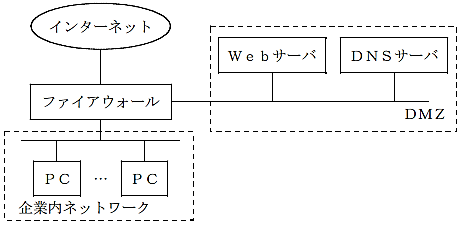 インターネット
Ｗｅｂサーバ
ＤＮＳサーバ
ファイアウォール
ＤＭＺ
ＰＣ … ＰＣ
企業内ネットワーク